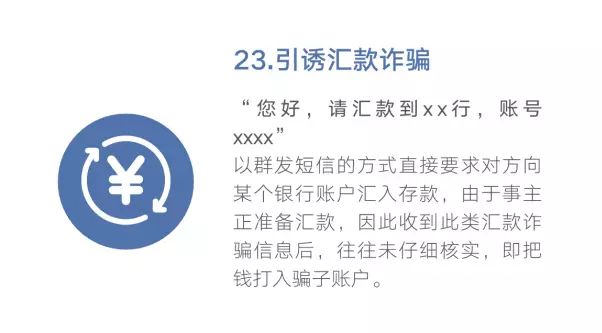 23.引诱汇款诈骗
“您好，请汇款到xx行，账号
xxxx”
以群发短信的方式直接要求对方向
某个银行账户汇入存款，由于事主
正准备汇款，因此收到此类汇款诈
骗信息后，往往未仔细核实，即把
钱打入骗子账户。
¥